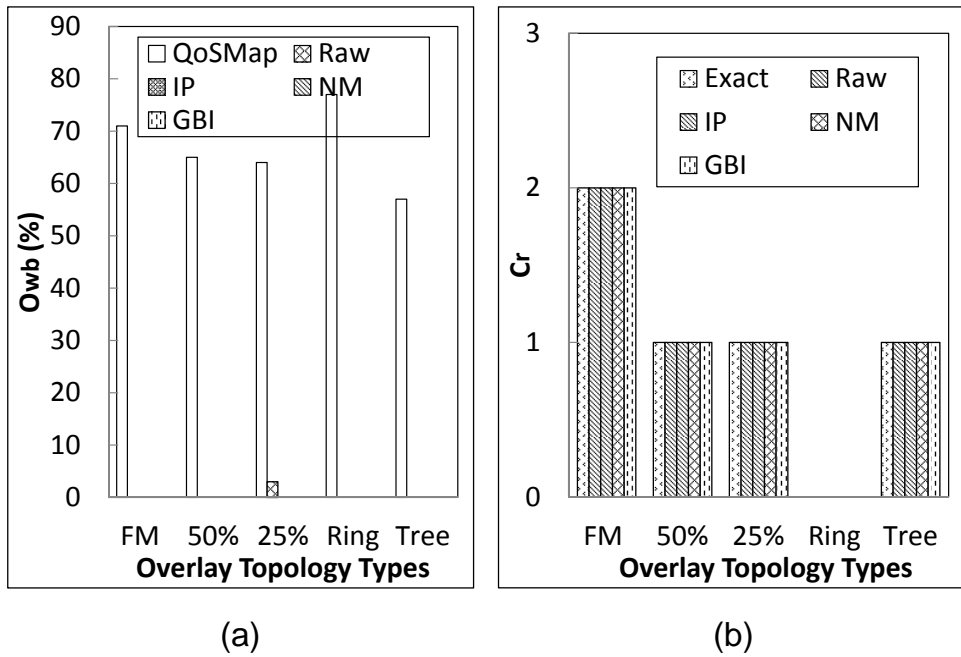 90
80
70
60
50
40
30
20
10
0
Owb (%)
QoSMap Raw
IP NM
GBI
FM 50% 25% Ring Tree
Overlay Topology Types
(a)
3
2
1
0
Cr
Exact Raw
IP NM
GBI
FM 50% 25% Ring Tree
Overlay Topology Types
(b)